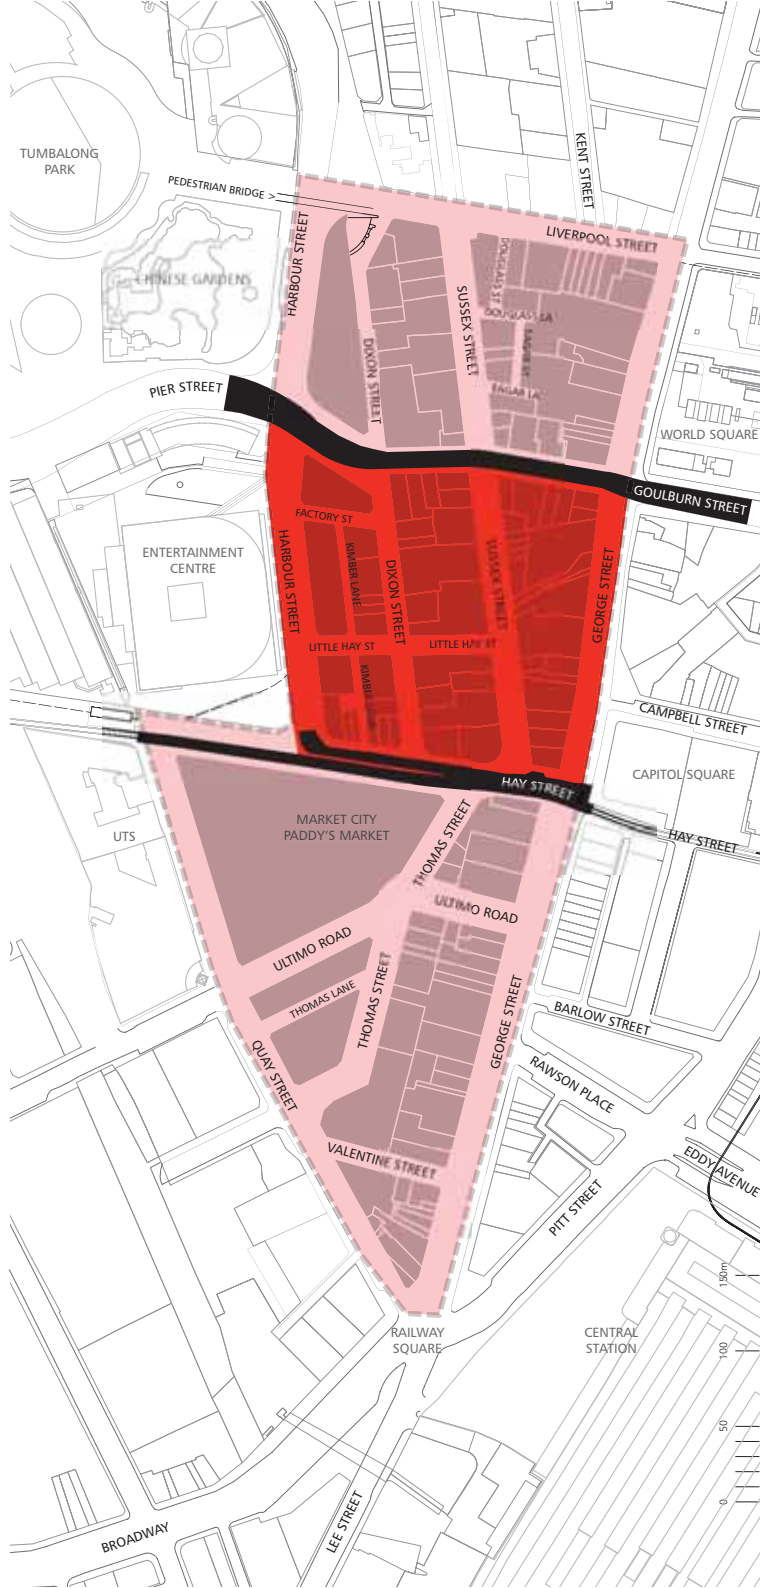 KENT STREET
TUMBALONG
PARK
PEDESTRIAN BRIDGE >
LIVERPOOL STREET
HARBOUR STREET
CHINESE GARDENS
DOUGLASS ST
SUSSEX STREET
DOUGLASS LA
DIXON STREET
PIER STREET
WORLD SQUARE
GOULBURN STREET
FACTORY ST
ENTERTAINMENT
CENTRE
HARBOUR STREET
KIMBER LANE
DIXON STREET
SUSSEX STREET
GEORGE STREET
LITTLE HAY ST
LITTLE HAY ST
CAMPBELL STREET
CAPITOL SQUARE
HAY STREET
HAY STREET
MARKET CITY
PADDY'S MARKET
UTS
THOMAS STREET
ULTIMO ROAD
ULTIMO ROAD
THOMAS LANE
THOMAS STREET
GEORGE STREET
BARLOW STREET
QUAY STREET
RAWSON PLACE
VALENTINE STREET
EDDY AVENUE
PITT STREET
150m
RAILWAY
SQUARE
CENTRAL
STATION
100
50
0
LEE STREET
BROADWAY